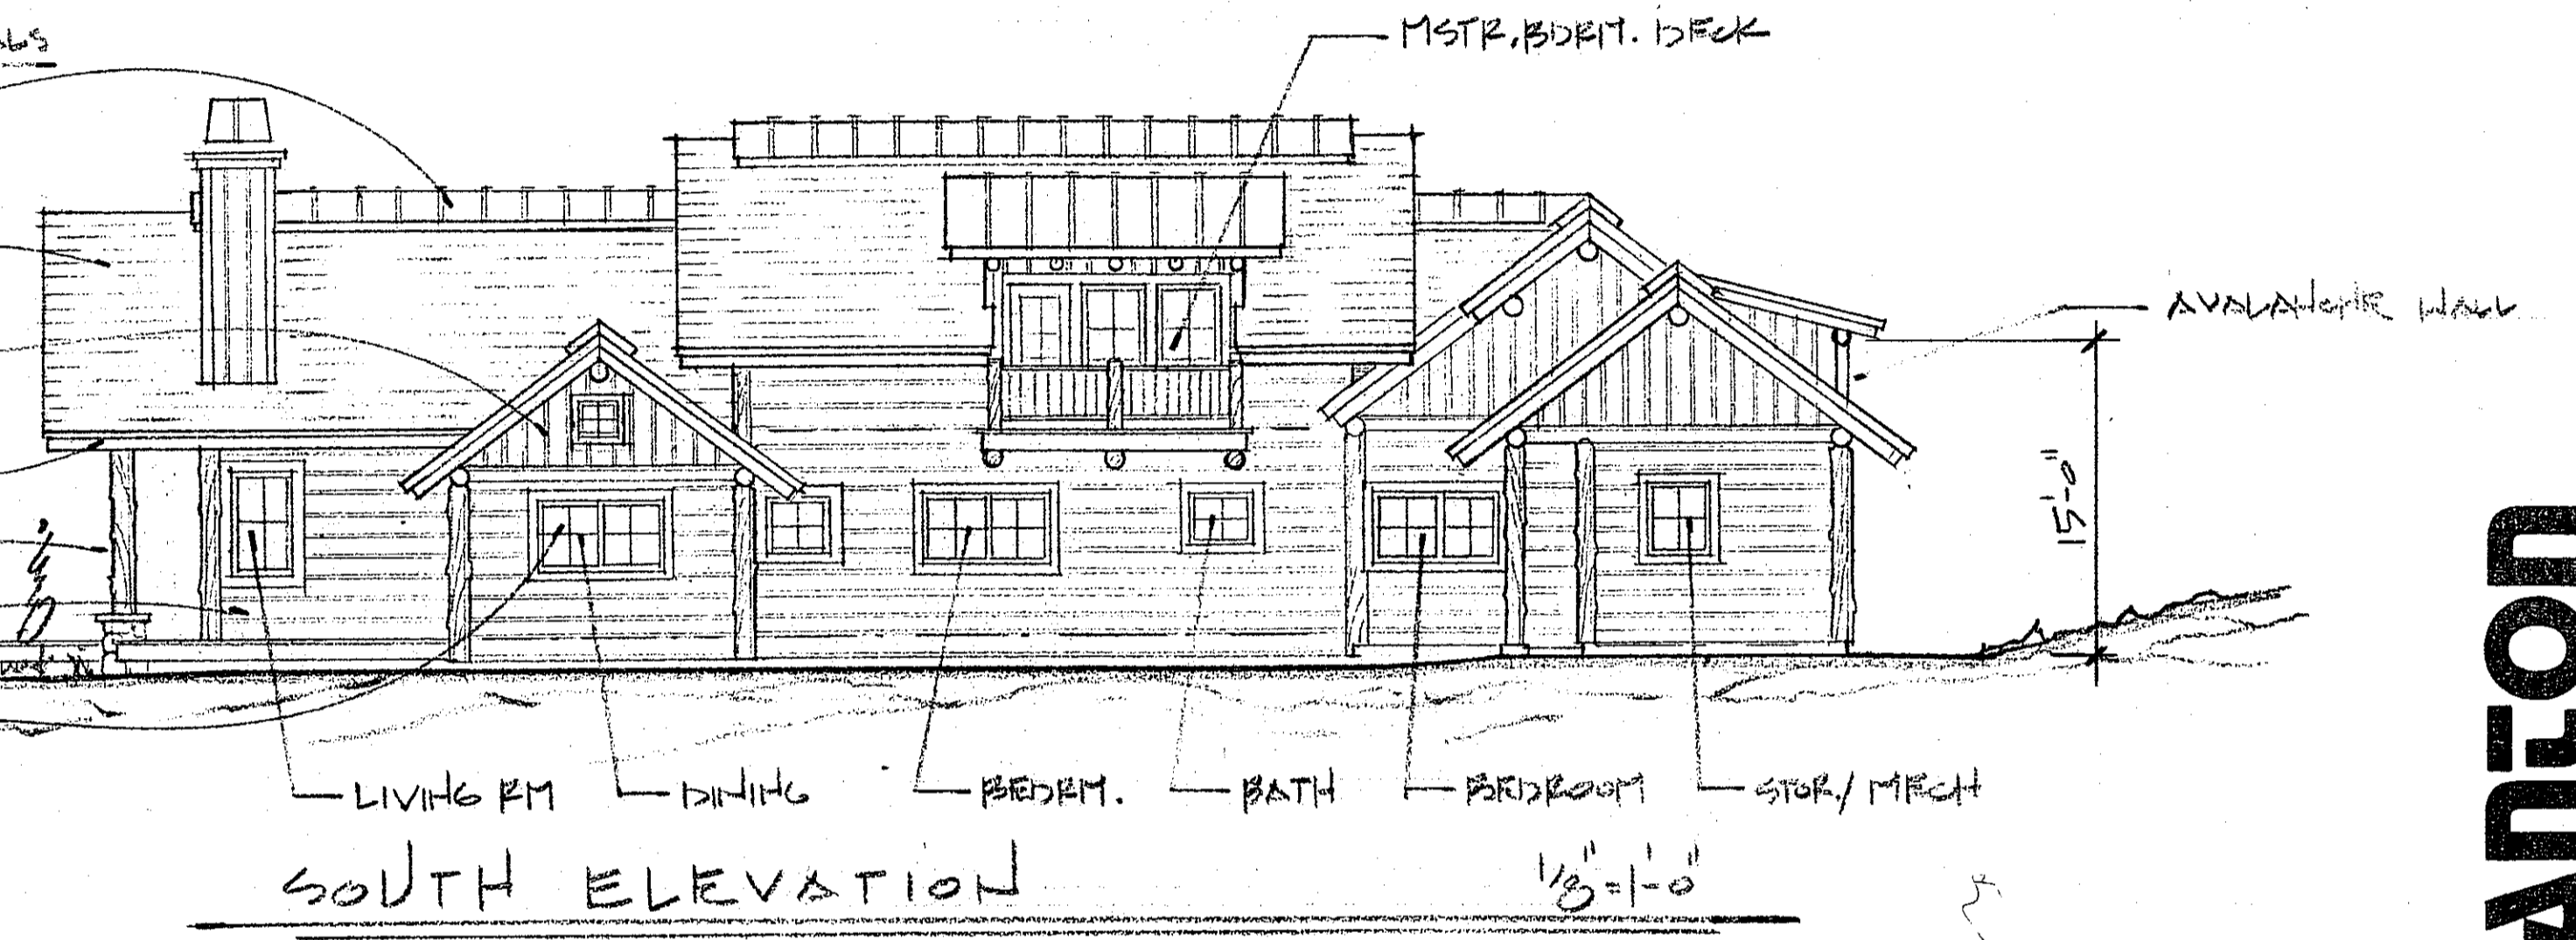 MSTR. BDRM. DECK
AVALANCHE WALL
15'-0"
LIVING RM
DINING
BEDRM.
BATH
BEDROOM
STOR./ MECH
SOUTH ELEVATION
1/8"=1'-0"